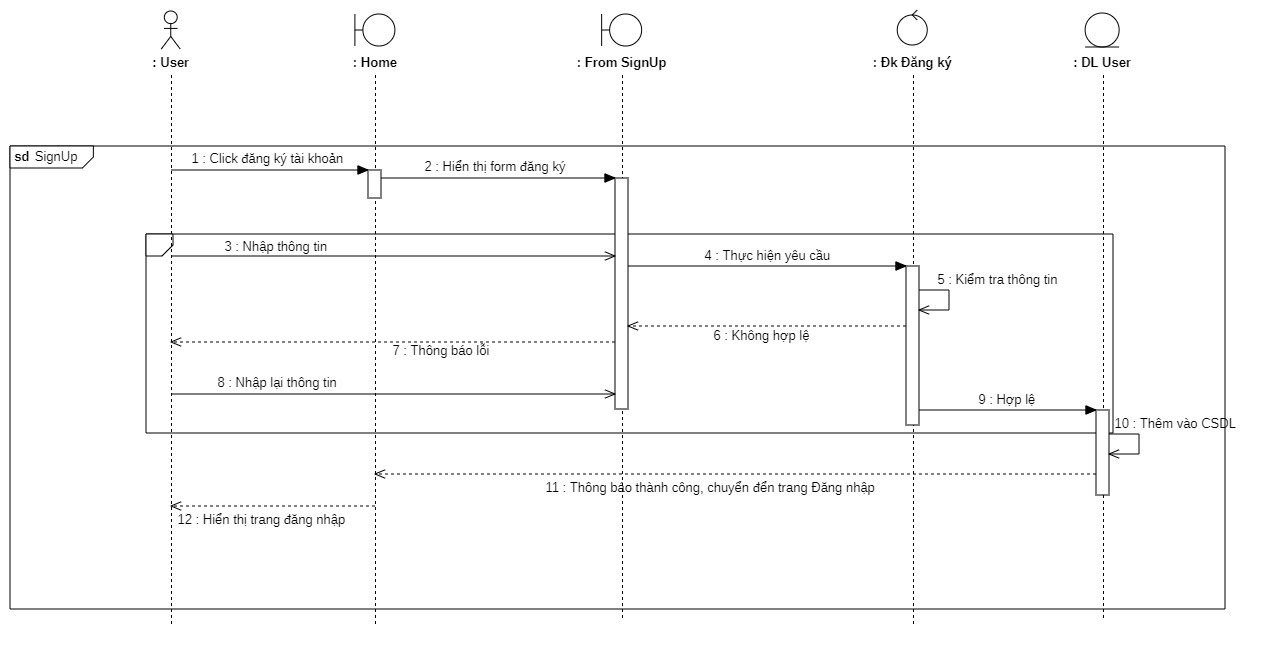 : User
: Home
: From SignUp
: Đk Đăng ký
: DL User
sd SignUp
1 : Click đăng ký tài khoản
2 : Hiển thị form đăng ký
3 : Nhập thông tin
4 : Thực hiện yêu cầu
5 : Kiểm tra thông tin
6 : Không hợp lệ
7 : Thông báo lỗi
8 : Nhập lại thông tin
9 : Hợp lệ
10 : Thêm vào CSDL
11 : Thông báo thành công, chuyển đến trang Đăng nhập
12 : Hiển thị trang đăng nhập